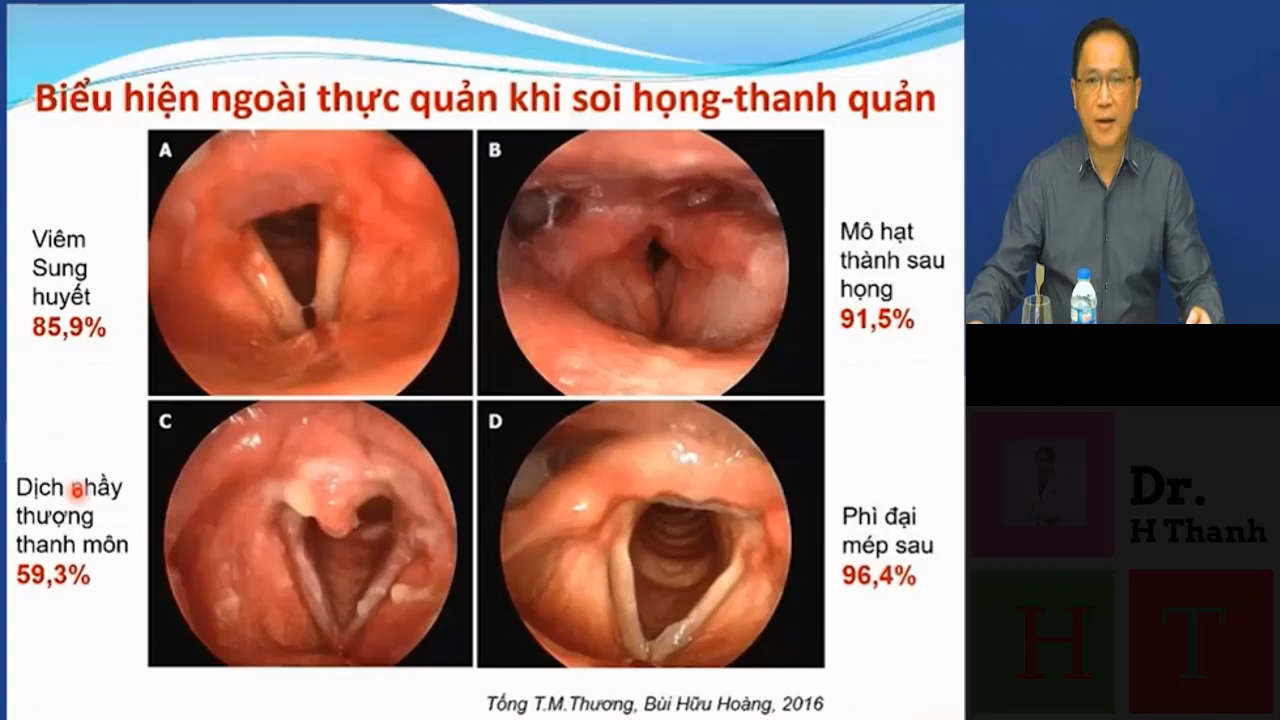 Biểu hiện ngoài thực quản khi soi họng-thanh quản
A
B
Viêm
Sung
huyết
85,9%
Mô hạt
thành sau
họng
91,5%
C
D
Dịch nhầy
thượng
thanh môn
59,3%
Phì đại
mép sau
96,4%
Tống T.M.Thương, Bùi Hữu Hoàng, 2016
Dr.
H Thanh
H
T